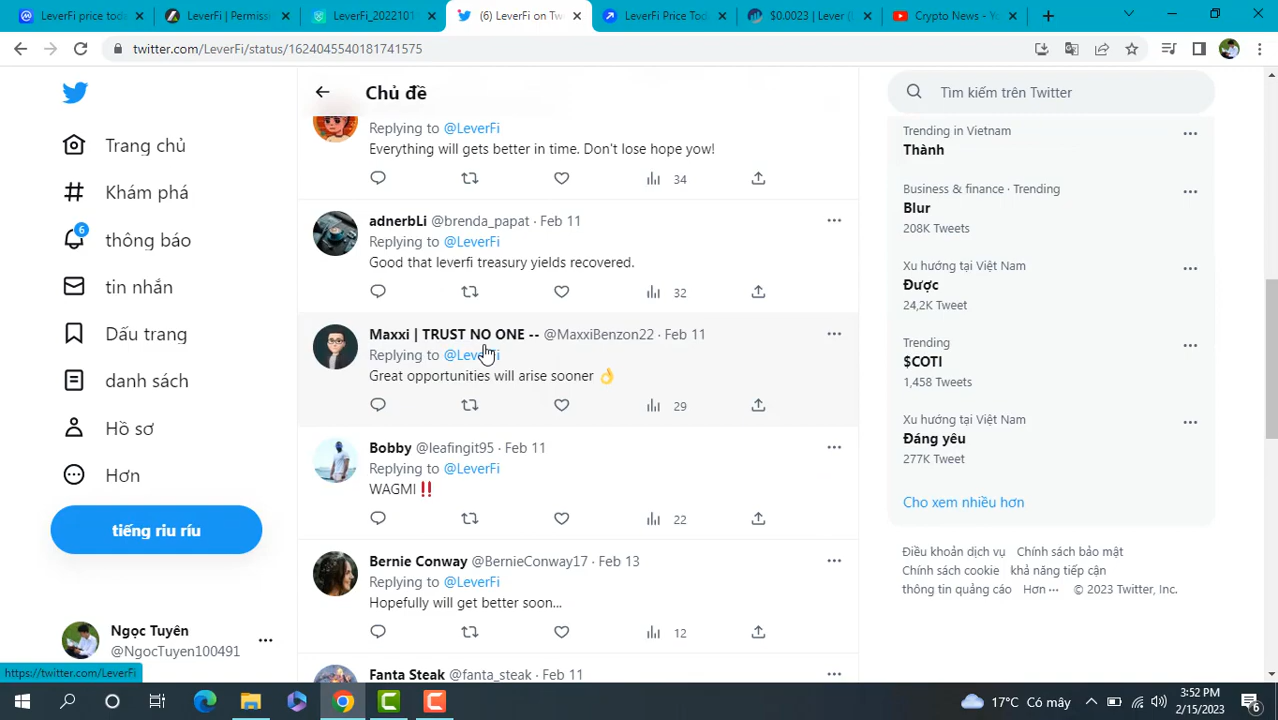 LeverFi price toda
LeverFi | Permiss
LeverFi_2022101
(6) LeverFi on Tw
LeverFi Price Tod
$0.0023 | Lever (
Crypto News - Yo
twitter.com/LeverFi/status/1624045540181741575
Trang chủ
Khám phá
6
thông báo
tin nhắn
Dấu trang
danh sách
Hồ sơ
Hơn
tiếng ríu ríu
Ngọc Tuyên
@NgocTuyen100491
https://twitter.com/LeverFi
Chủ đề
Replying to @LeverFi
Everything will gets better in time. Don't lose hope yow!
34
adnerbLi @brenda_papat · Feb 11
Replying to @LeverFi
Good that leverfi treasury yields recovered.
32
Maxxi | TRUST NO ONE -- @MaxxiBenzon22 · Feb 11
Replying to @LeverFi
Great opportunities will arise sooner 👌
29
Bobby @leafingit95 · Feb 11
Replying to @LeverFi
WAGMI ‼️
22
Bernie Conway @BernieConway17 · Feb 13
Replying to @LeverFi
Hopefully will get better soon...
12
Fanta Steak @fanta_steak · Feb 11
Tìm kiếm trên Twitter
Trending in Vietnam
Thành
Business & finance · Trending
Blur
208K Tweets
Xu hướng tại Việt Nam
Được
24,2K Tweet
Trending
$COTI
1,458 Tweets
Xu hướng tại Việt Nam
Đáng yêu
277K Tweet
Cho xem nhiều hơn
Điều khoản dịch vụ Chính sách bảo mật
Chính sách cookie khả năng tiếp cận
thông tin quảng cáo Hơn ··· © 2023 Twitter, Inc.
17°C Có mây
3:52 PM
2/15/2023
6